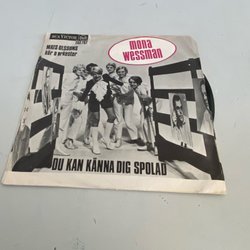 RCA VICTOR
MATS OLSSONS
kör o orkester
mona
wessman
DU KAN KÄNNA DIG SPOLAD